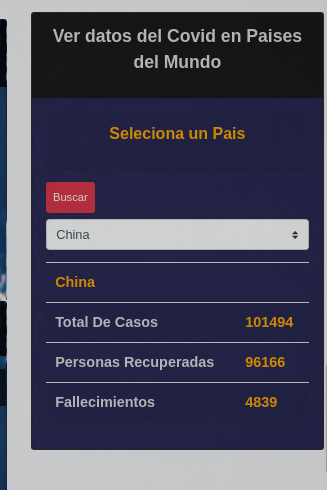 Ver datos del Covid en Paises
del Mundo
Seleciona un Pais
Buscar
China
China
Total De Casos 101494
Personas Recuperadas 96166
Fallecimientos 4839